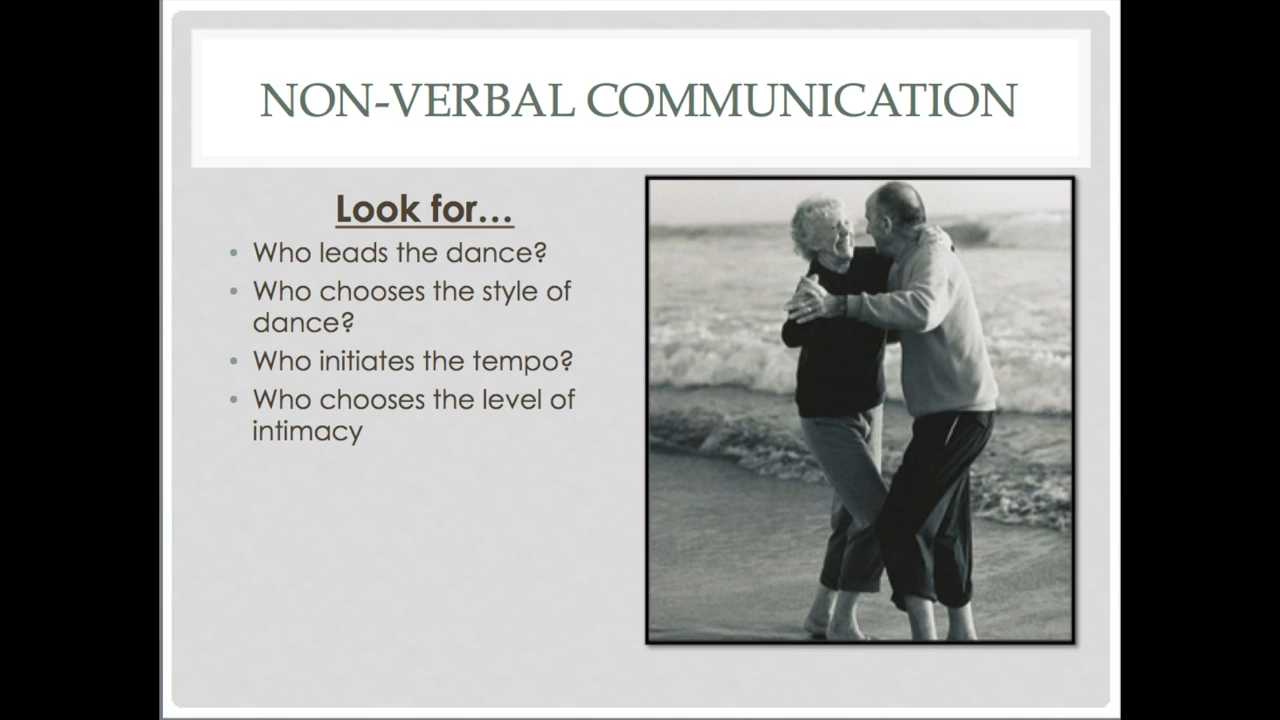 NON-VERBAL COMMUNICATION
Look for…
• Who leads the dance?
• Who chooses the style of
dance?
• Who initiates the tempo?
• Who chooses the level of
intimacy